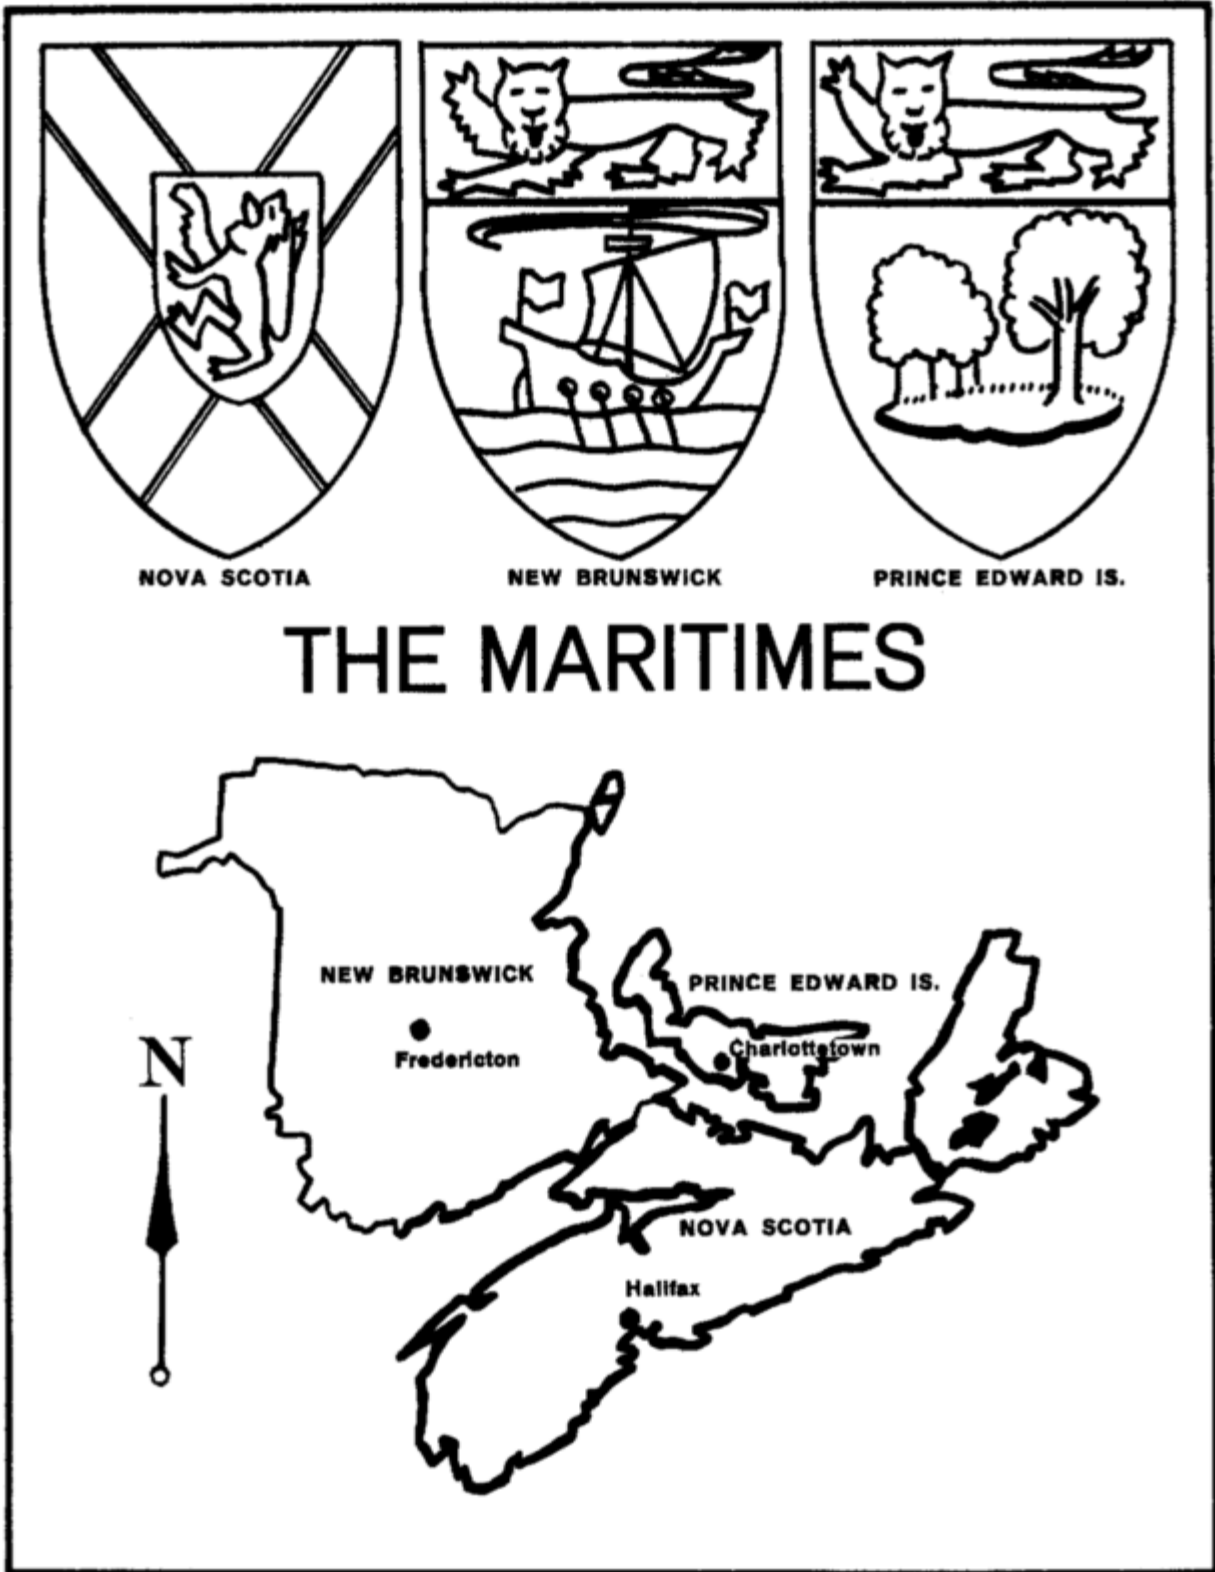 NOVA SCOTIA
NEW BRUNSWICK
PRINCE EDWARD IS.
THE MARITIMES
NEW BRUNSWICK
PRINCE EDWARD IS.
N
Charlottetown
Fredericton
NOVA SCOTIA
Halifax